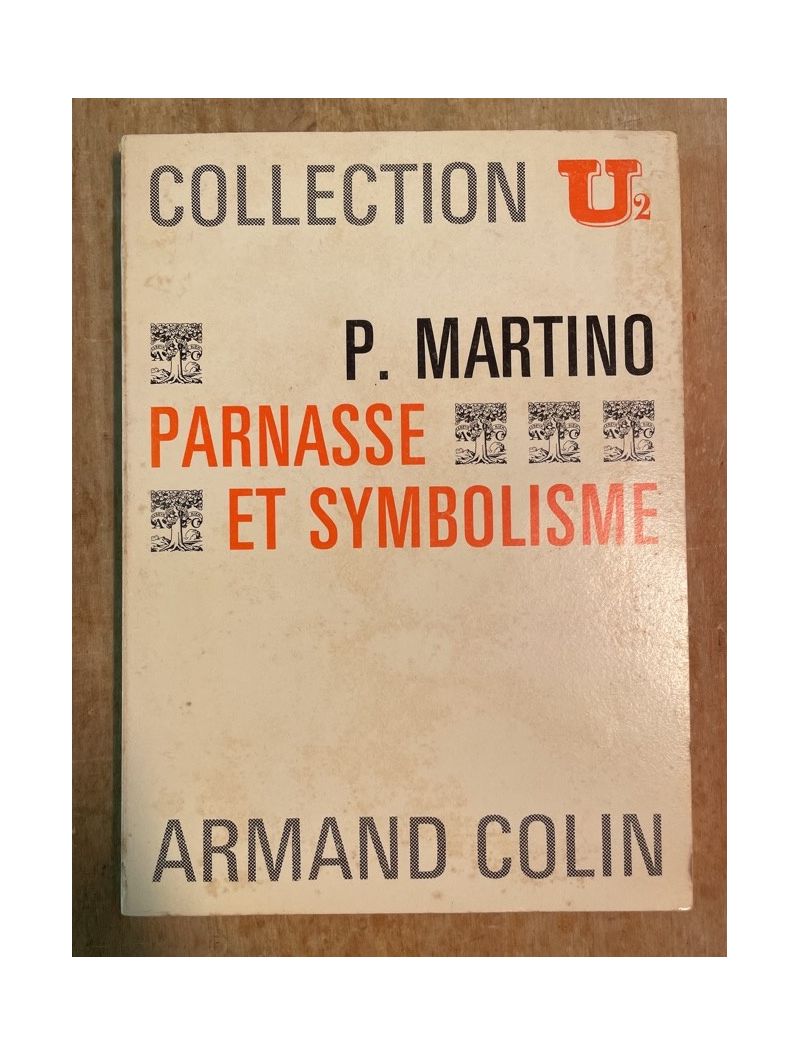 COLLECTION U2
P. MARTINO
PARNASSE
ET SYMBOLISME
ARMAND COLIN